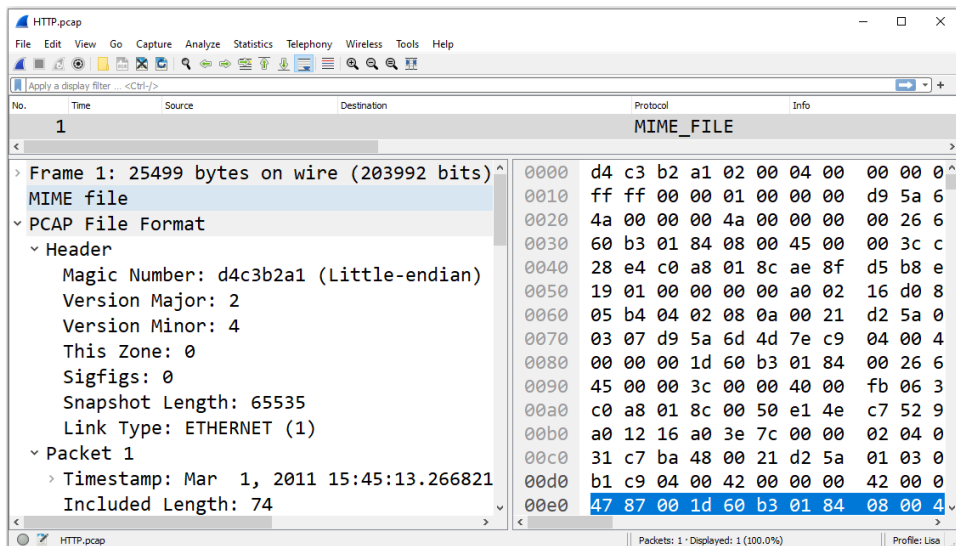 HTTP.pcap
File Edit View Go Capture Analyze Statistics Telephony Wireless Tools Help
Apply a display filter ... <Ctrl-/>
No. Time Source Destination Protocol Info
1 MIME_FILE
Frame 1: 25499 bytes on wire (203992 bits)
MIME file
PCAP File Format
Header
Magic Number: d4c3b2a1 (Little-endian)
Version Major: 2
Version Minor: 4
This Zone: 0
Sigfigs: 0
Snapshot Length: 65535
Link Type: ETHERNET (1)
Packet 1
Timestamp: Mar 1, 2011 15:45:13.266821
Included Length: 74
0000 d4 c3 b2 a1 02 00 04 00 00 00 0
0010 ff ff 00 00 01 00 00 00 d9 5a 6
0020 4a 00 00 00 4a 00 00 00 00 26 6
0030 60 b3 01 84 08 00 45 00 00 3c c
0040 28 e4 c0 a8 01 8c ae 8f d5 b8 e
0050 19 01 00 00 00 00 a0 02 16 d0 8
0060 05 b4 04 02 08 0a 00 21 d2 5a 0
0070 03 07 d9 5a 6d 4d 7e c9 04 00 4
0080 00 00 00 1d 60 b3 01 84 00 26 6
0090 45 00 00 3c 00 00 40 00 fb 06 3
00a0 c0 a8 01 8c 00 50 e1 4e c7 52 9
00b0 a0 12 16 a0 3e 7c 00 00 02 04 0
00c0 31 c7 ba 48 00 21 d2 5a 01 03 0
00d0 b1 c9 04 00 42 00 00 00 42 00 0
00e0 47 87 00 1d 60 b3 01 84 08 00 4
HTTP.pcap Packets: 1 · Displayed: 1 (100.0%) Profile: Lisa